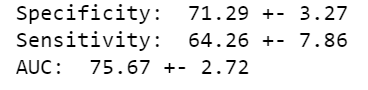 Specificity:  71.29 +- 3.27
Sensitivity:  64.26 +- 7.86
AUC:  75.67 +- 2.72